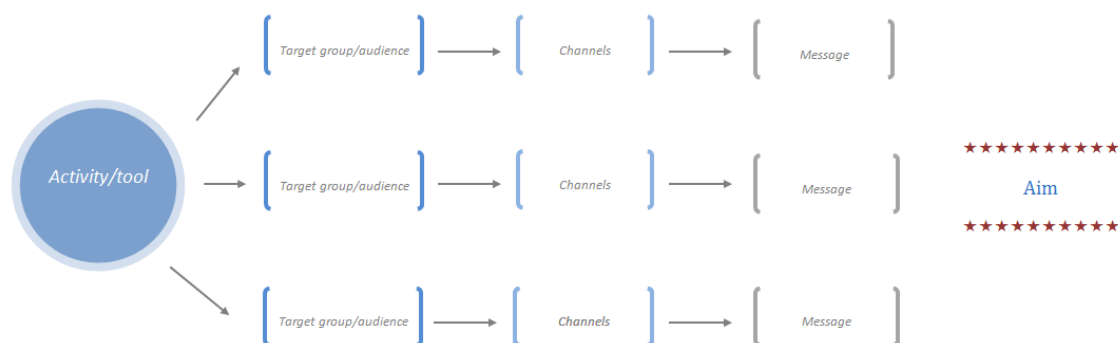 Target group/audience
Channels
Message
Activity/tool
Target group/audience
Channels
Message
Aim
Target group/audience
Channels
Message